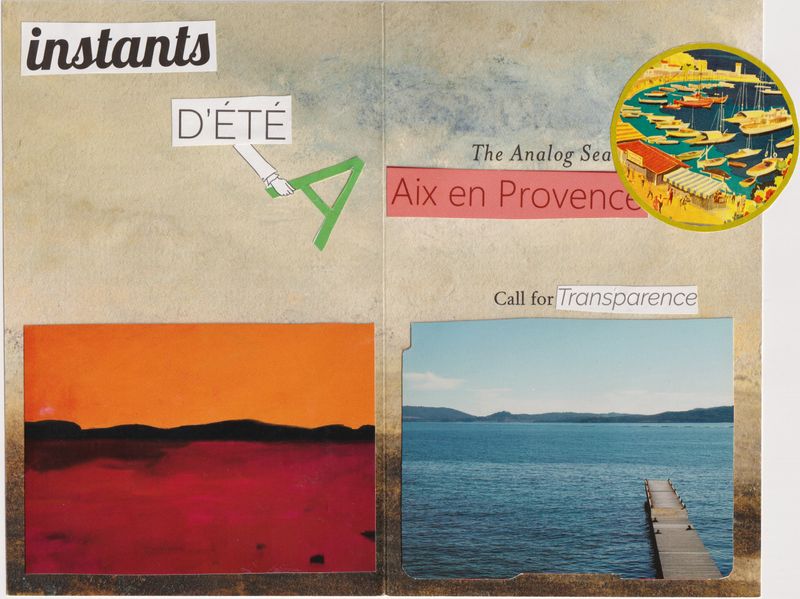 instants
D'ÉTÉ
A
The Analog Sea
Aix en Provence
Call for Transparence